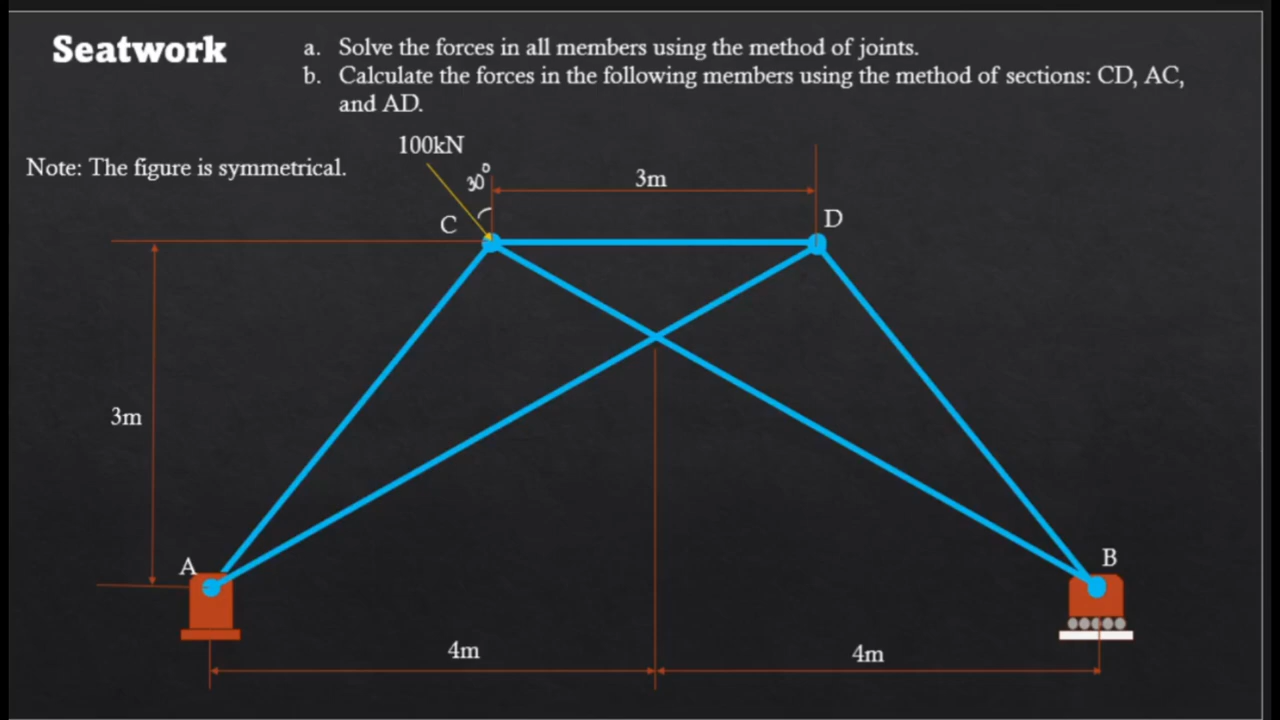 Seatwork
a. Solve the forces in all members using the method of joints.
b. Calculate the forces in the following members using the method of sections: CD, AC,
and AD.
Note: The figure is symmetrical.
100kN
30°
3m
C
D
3m
A
B
4m
4m